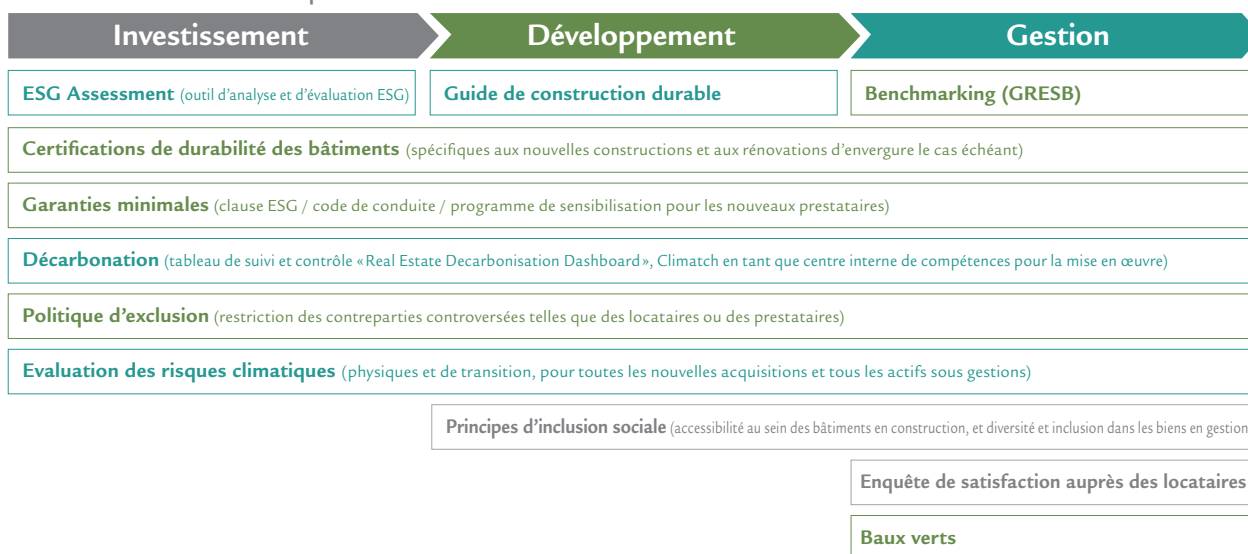 Investissement
Développement
Gestion
ESG Assessment (outil d'analyse et d'évaluation ESG)
Guide de construction durable
Benchmarking (GRESB)
Certifications de durabilité des bâtiments (spécifiques aux nouvelles constructions et aux rénovations d'envergure le cas échéant)
Garanties minimales (clause ESG / code de conduite / programme de sensibilisation pour les nouveaux prestataires)
Décarbonation (tableau de suivi et contrôle «Real Estate Decarbonisation Dashboard», Climatch en tant que centre interne de compétences pour la mise en œuvre)
Politique d'exclusion (restriction des contreparties controversées telles que des locataires ou des prestataires)
Evaluation des risques climatiques (physiques et de transition, pour toutes les nouvelles acquisitions et tous les actifs sous gestions)
Principes d'inclusion sociale (accessibilité au sein des bâtiments en construction, et diversité et inclusion dans les biens en gestion
Enquête de satisfaction auprès des locataires
Baux verts